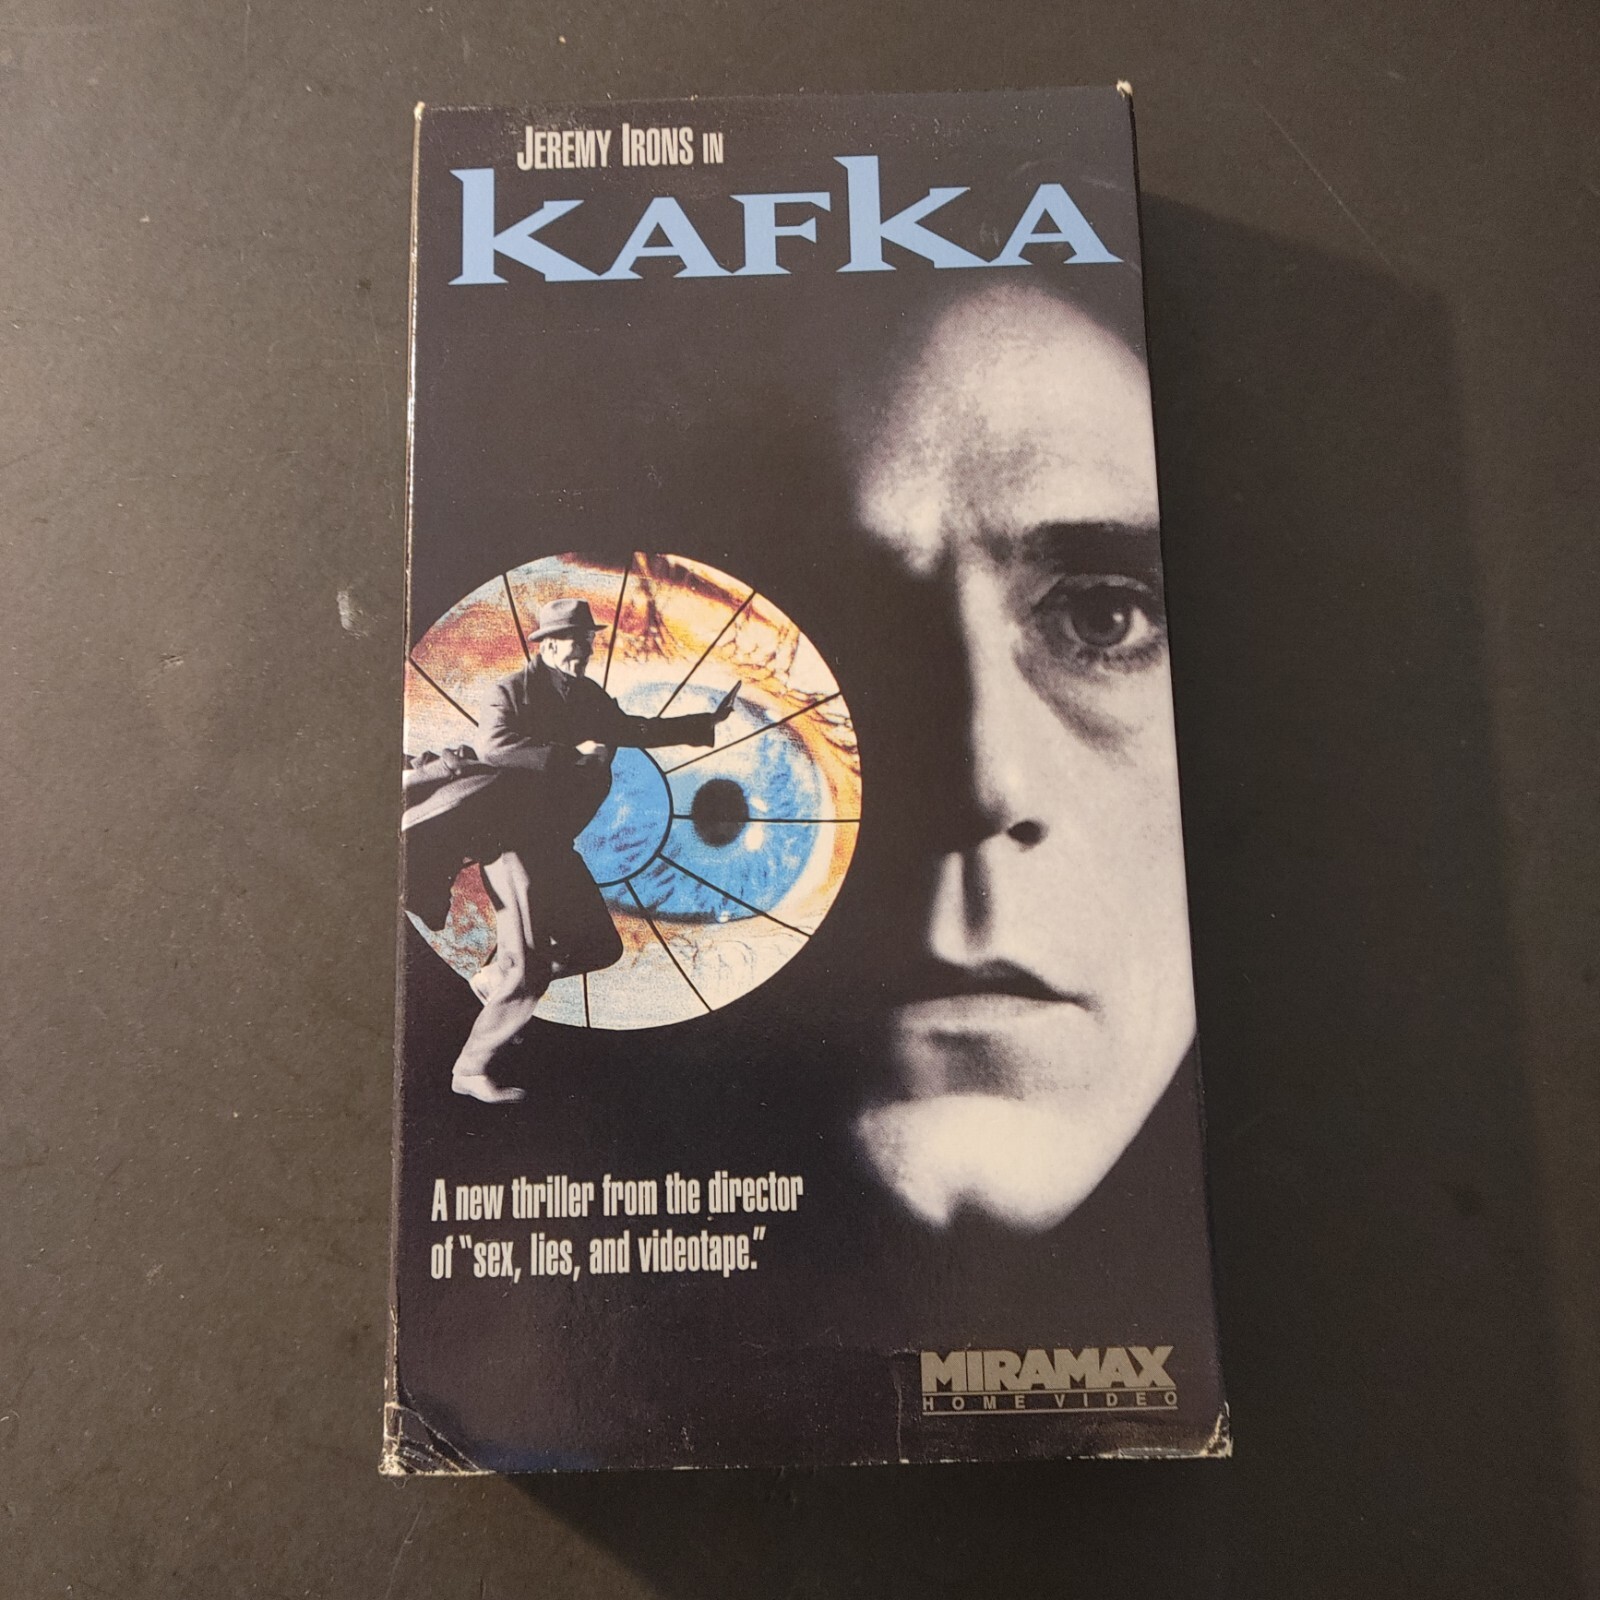 JEREMY IRONS IN
KAFKA
A new thriller from the director
of "sex, lies, and videotape."
MIRAMAX
HOME VIDEO